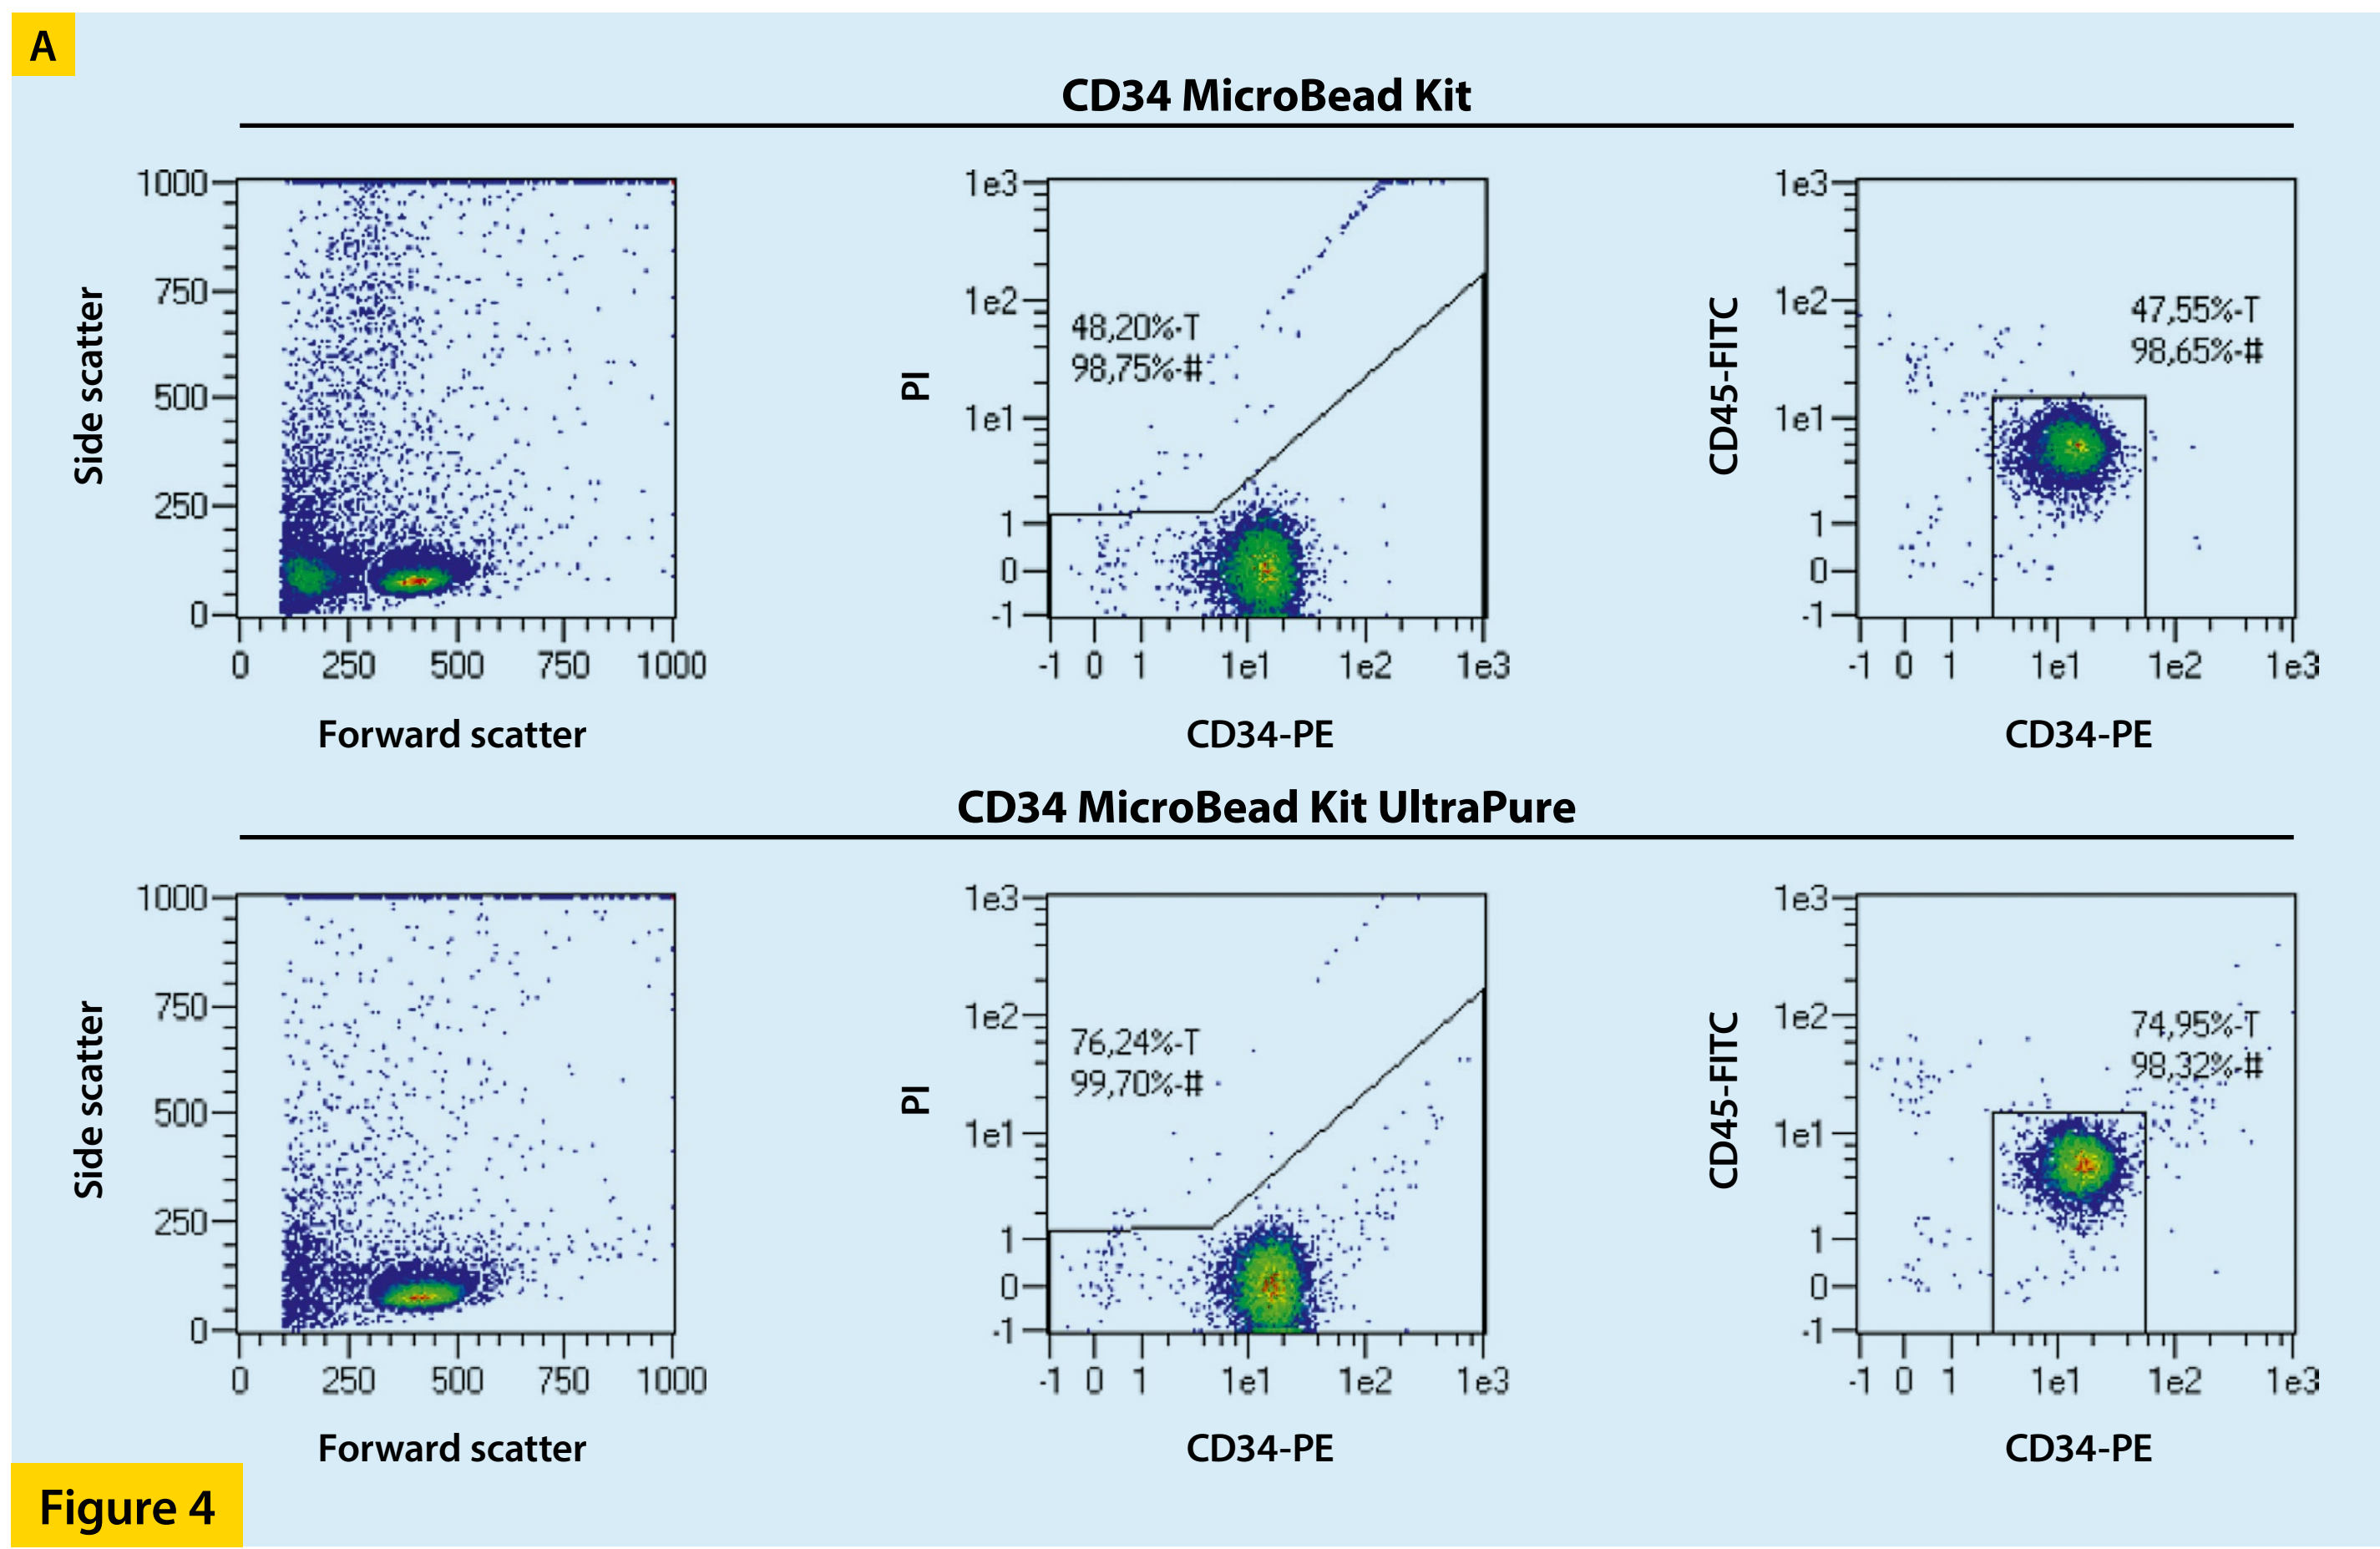 A
CD34 MicroBead Kit
1000
750
500
250
0
0 250 500 750 1000
Side scatter
Forward scatter
1e3
1e2
1e1
1
0
-1
-1 0 1 1e1 1e2 1e3
48,20%-T
98,75%-#
PI
CD34-PE
1e3
1e2
1e1
1
0
-1
-1 0 1 1e1 1e2 1e3
47,55%-T
98,65%-#
CD45-FITC
CD34-PE
CD34 MicroBead Kit UltraPure
1000
750
500
250
0
0 250 500 750 1000
Side scatter
Forward scatter
1e3
1e2
1e1
1
0
-1
-1 0 1 1e1 1e2 1e3
76,24%-T
99,70%-#
PI
CD34-PE
1e3
1e2
1e1
1
0
-1
-1 0 1 1e1 1e2 1e3
74,95%-T
98,32%-#
CD45-FITC
CD34-PE
Figure 4